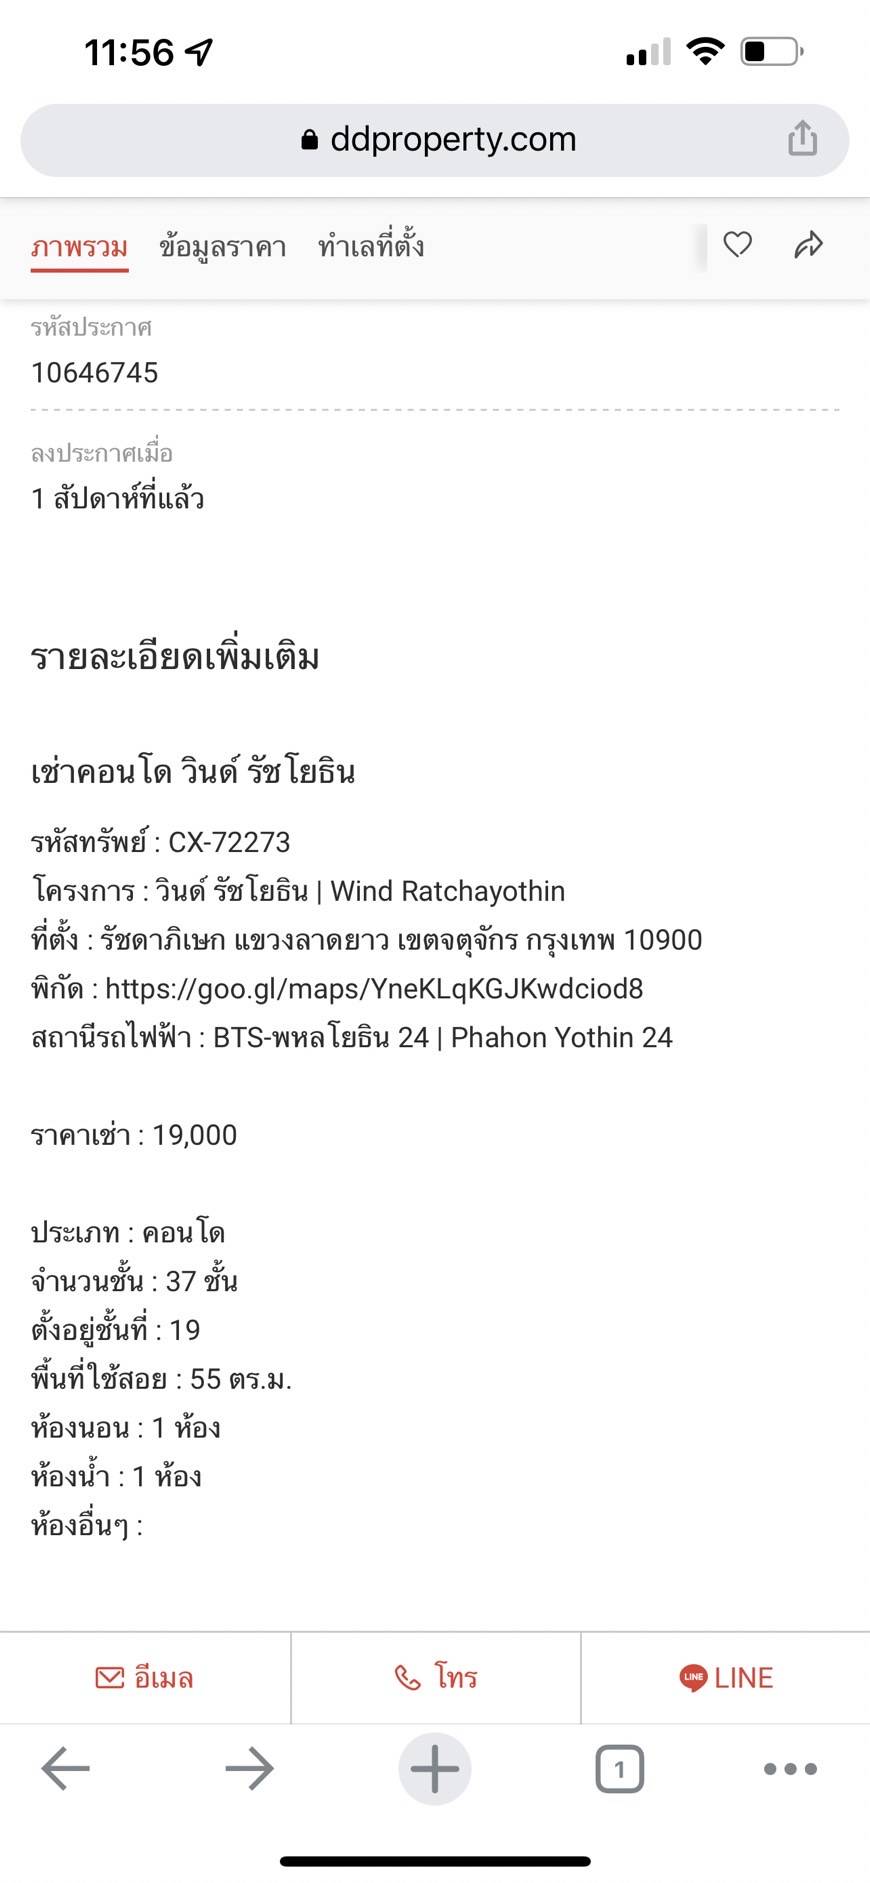 11:56
ddproperty.com
ภาพรวม ข้อมูลราคา ทำเลที่ตั้ง
รหัสประกาศ
10646745
ลงประกาศเมื่อ
1 สัปดาห์ที่แล้ว
รายละเอียดเพิ่มเติม
เช่าคอนโด วินด์ รัชโยธิน
รหัสทรัพย์ : CX-72273
โครงการ : วินด์ รัชโยธิน | Wind Ratchayothin
ที่ตั้ง : รัชดาภิเษก แขวงลาดยาว เขตจตุจักร กรุงเทพ 10900
พิกัด : https://goo.gl/maps/YneKLqKGJKwdciod8
สถานีรถไฟฟ้า : BTS-พหลโยธิน 24 | Phahon Yothin 24
ราคาเช่า : 19,000
ประเภท : คอนโด
จำนวนชั้น : 37 ชั้น
ตั้งอยู่ชั้นที่ : 19
พื้นที่ใช้สอย : 55 ตร.ม.
ห้องนอน : 1 ห้อง
ห้องน้ำ : 1 ห้อง
ห้องอื่นๆ :
อีเมล โทร LINE LINE
1